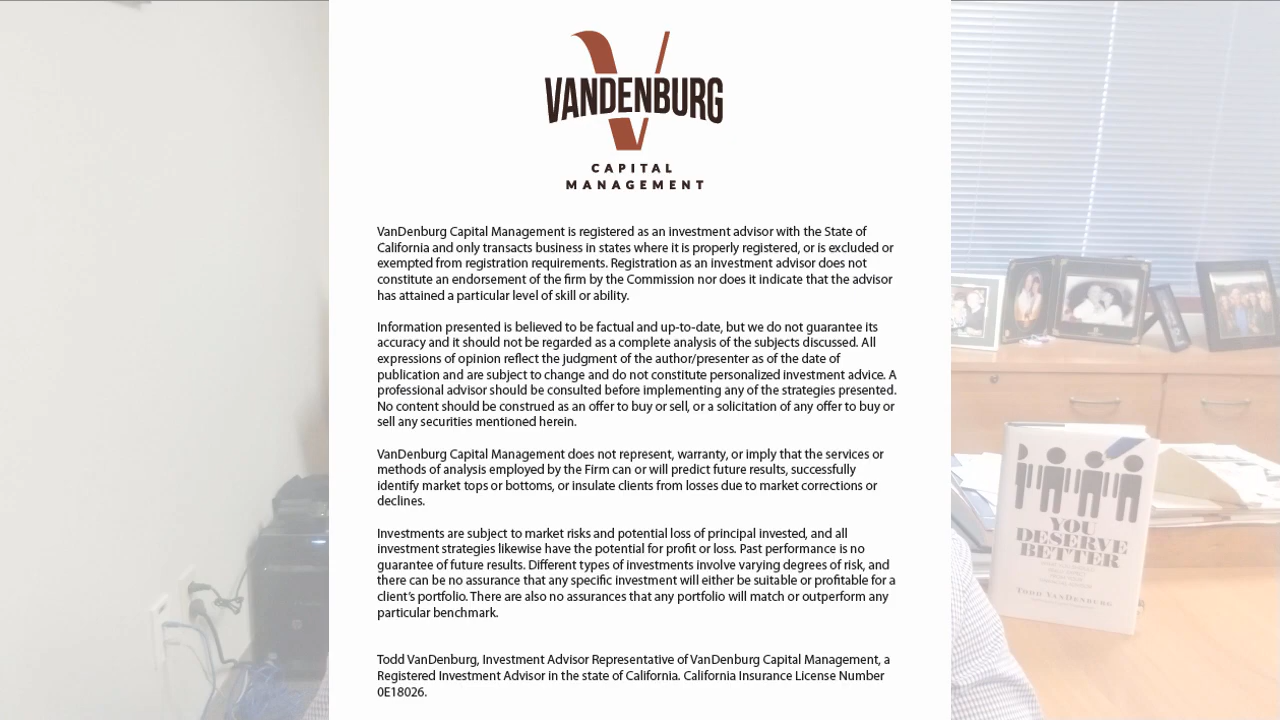 VANDENBURG
CAPITAL
MANAGEMENT
VanDenburg Capital Management is registered as an investment advisor with the State of
California and only transacts business in states where it is properly registered, or is excluded or
exempted from registration requirements. Registration as an investment advisor does not
constitute an endorsement of the firm by the Commission nor does it indicate that the advisor
has attained a particular level of skill or ability.
Information presented is believed to be factual and up-to-date, but we do not guarantee its
accuracy and it should not be regarded as a complete analysis of the subjects discussed. All
expressions of opinion reflect the judgment of the author/presenter as of the date of
publication and are subject to change and do not constitute personalized investment advice. A
professional advisor should be consulted before implementing any of the strategies presented.
No content should be construed as an offer to buy or sell, or a solicitation of any offer to buy or
sell any securities mentioned herein.
VanDenburg Capital Management does not represent, warranty, or imply that the services or
methods of analysis employed by the Firm can or will predict future results, successfully
identify market tops or bottoms, or insulate clients from losses due to market corrections or
declines.
Investments are subject to market risks and potential loss of principal invested, and all
investment strategies likewise have the potential for profit or loss. Past performance is no
guarantee of future results. Different types of investments involve varying degrees of risk, and
there can be no assurance that any specific investment will either be suitable or profitable for a
client's portfolio. There are also no assurances that any portfolio will match or outperform any
particular benchmark.
Todd VanDenburg, Investment Advisor Representative of VanDenburg Capital Management, a
Registered Investment Advisor in the state of California. California Insurance License Number
0E18026.
YOU
DESERVE
BETTER
TODD VANDENBURG